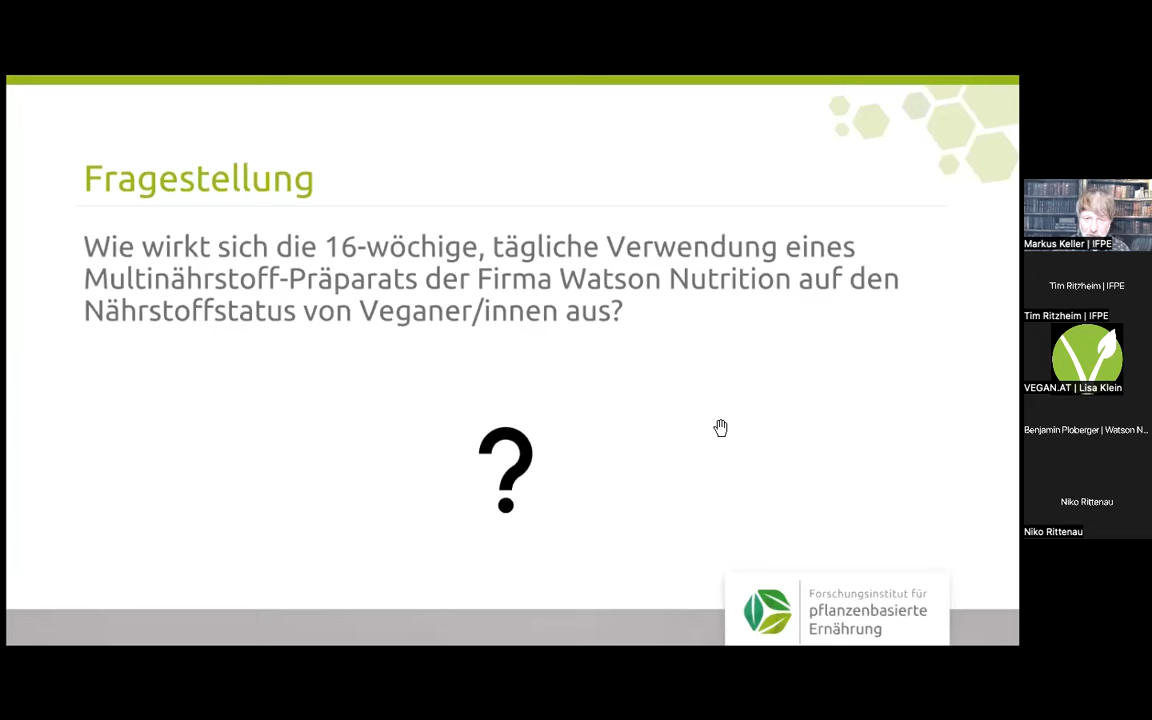 Fragestellung
Wie wirkt sich die 16-wöchige, tägliche Verwendung eines
Multinährstoff-Präparats der Firma Watson Nutrition auf den
Nährstoffstatus von Veganer/innen aus?
?
Forschungsinstitut für
pflanzenbasierte
Ernährung
Markus Keller | IFPE
Tim Ritzheim | IFPE
Tim Ritzheim | IFPE
VEGAN.AT | Lisa Klein
Benjamin Ploberger | Watson N...
Niko Rittenau
Niko Rittenau